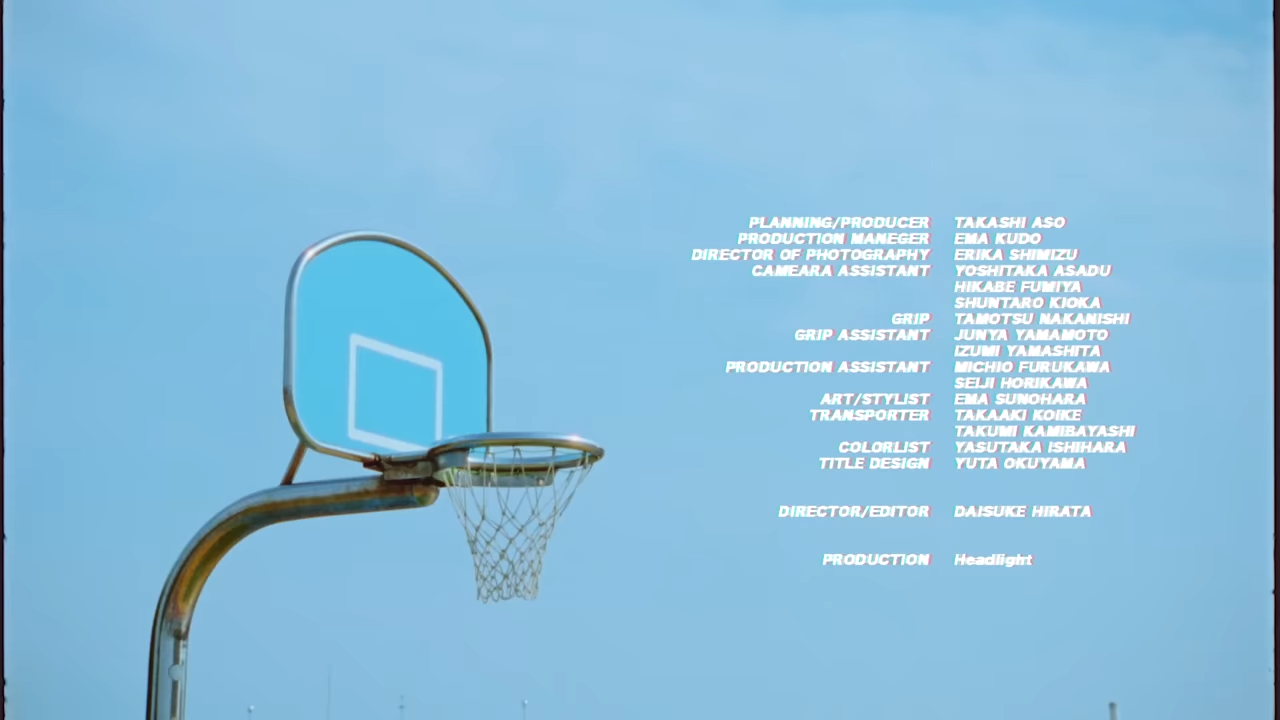 PLANNING/PRODUCER TAKASHI ASO
PRODUCTION MANEGER EMA KUDO
DIRECTOR OF PHOTOGRAPHY ERIKA SHIMIZU
CAMEARA ASSISTANT YOSHITAKA ASADU
HIKABE FUMIYA
SHUNTARO KIOKA
GRIP TAMOTSU NAKANISHI
GRIP ASSISTANT JUNYA YAMAMOTO
IZUMI YAMASHITA
PRODUCTION ASSISTANT MICHIO FURUKAWA
SEIJI HORIKAWA
ART/STYLIST EMA SUNOHARA
TRANSPORTER TAKAAKI KOIKE
TAKUMI KAMIBAYASHI
COLORLIST YASUTAKA ISHIHARA
TITLE DESIGN YUTA OKUYAMA
DIRECTOR/EDITOR DAISUKE HIRATA
PRODUCTION Headlight